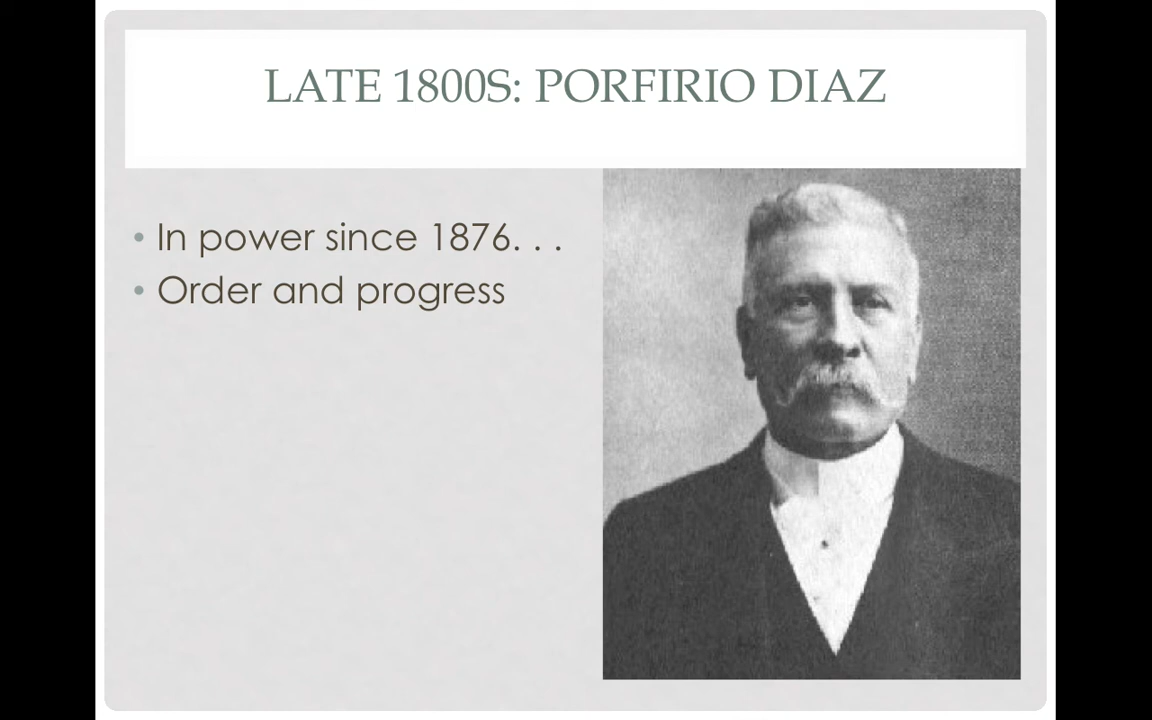 LATE 1800S: PORFIRIO DIAZ
• In power since 1876. . .
• Order and progress